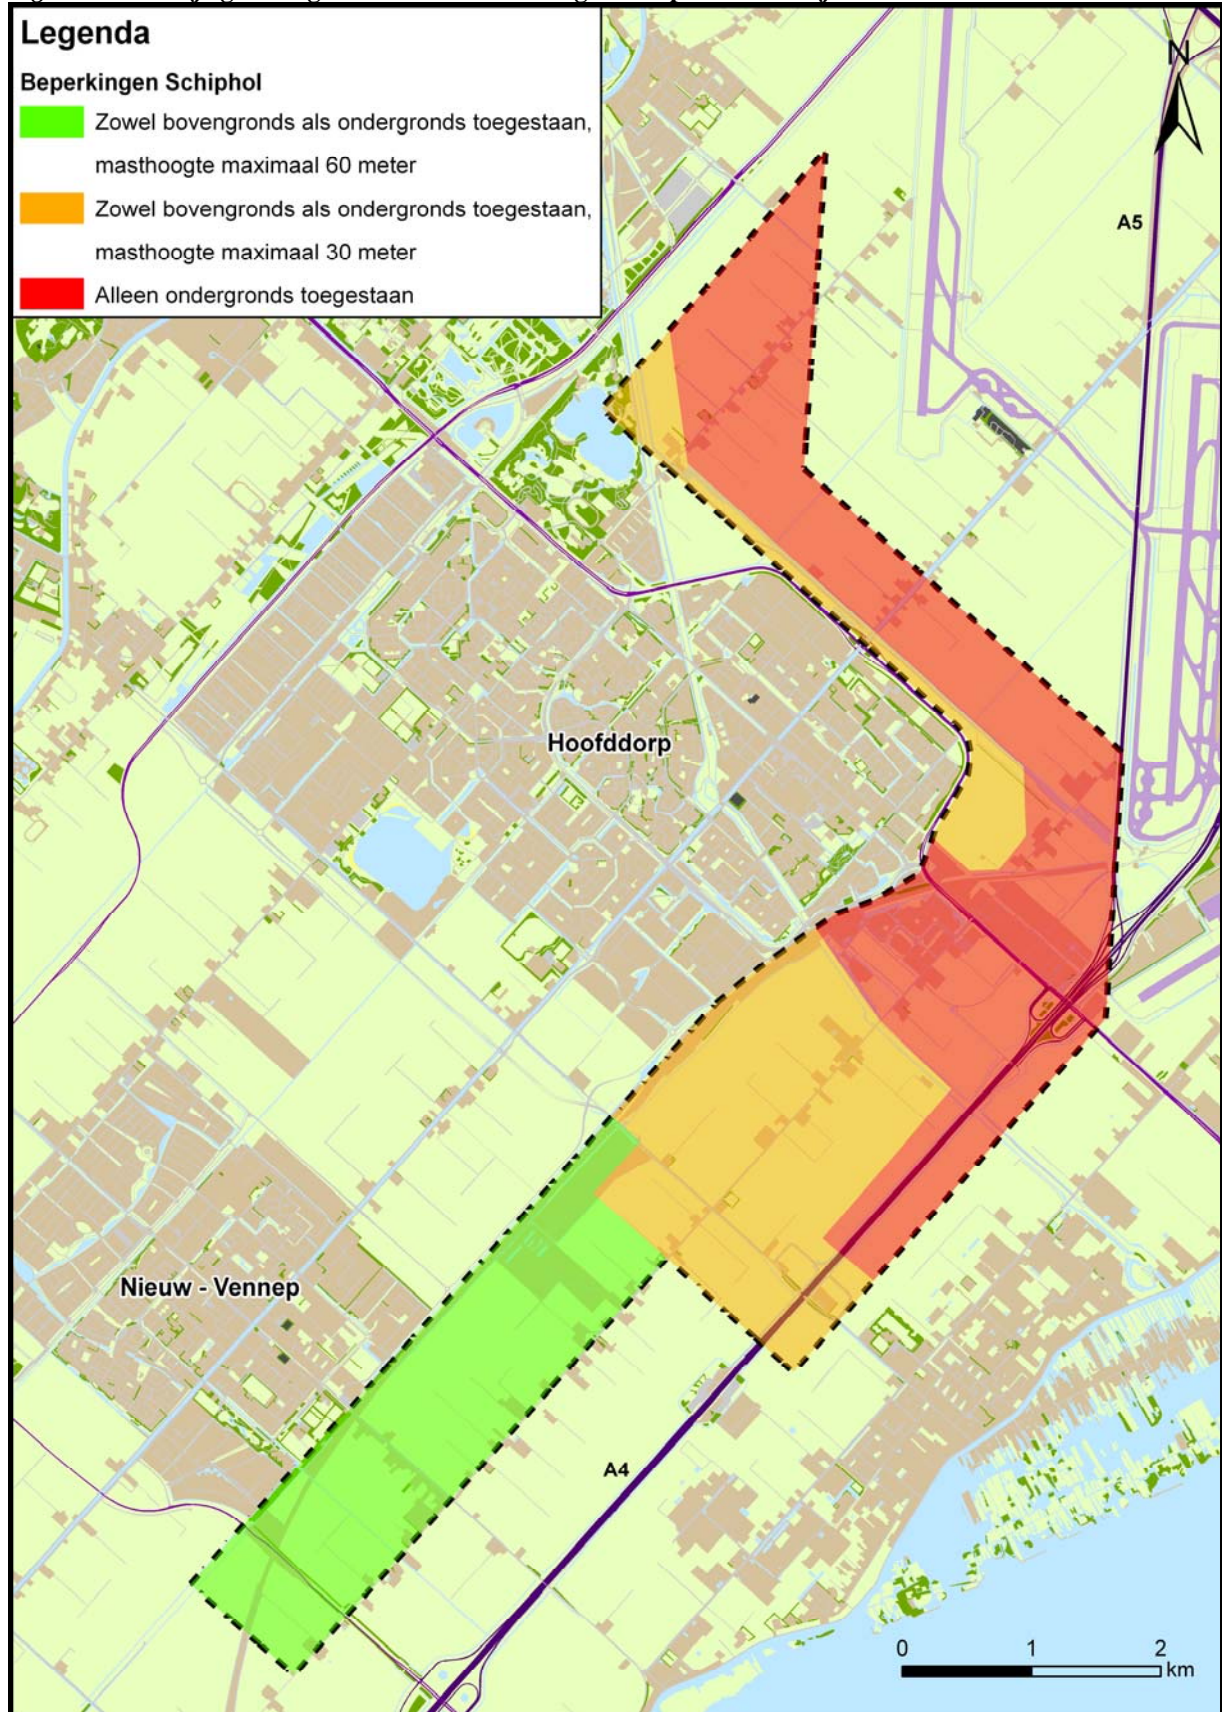 Legenda
Beperkingen Schiphol
Zowel bovengronds als ondergronds toegestaan,
masthoogte maximaal 60 meter
Zowel bovengronds als ondergronds toegestaan,
masthoogte maximaal 30 meter
Alleen ondergronds toegestaan
N
A5
Hoofddorp
Nieuw - Vennep
A4
0 1 2
km